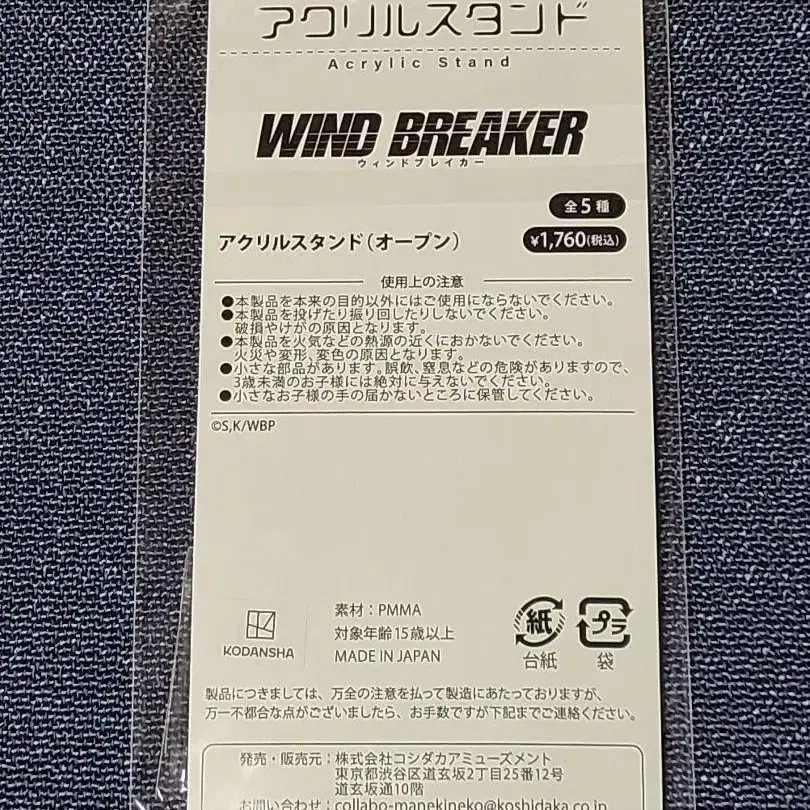 アクリルスタンド
Acrylic Stand
WIND BREAKER
ウィンドブレイカー
全5種
アクリルスタンド(オープン)
¥1,760(税込)
使用上の注意
●本製品を本来の目的以外にはご使用にならないでください。
●本製品を投げたり振り回したりしないでください。
破損やけがの原因となります。
●本製品を火気などの熱源の近くにおかないでください。
火災や変形、変色の原因となります。
●小さな部品があります。誤飲、窒息などの危険がありますので、
3歳未満のお子様には絶対に与えないでください。
●小さなお子様の手の届かないところに保管してください。
©S,K/WBP
KODANSHA
素材:PMMA
対象年齢15歳以上
MADE IN JAPAN
紙
台紙
プラ
袋
製品につきましては、万全の注意を払って製造にあたっておりますが、
万一不都合な点がございましたら、お手数ですが下記までご連絡ください。
発売・販売元:株式会社コシダカアミューズメント
東京都渋谷区道玄坂2丁目25番12号
道玄坂通10階
お問い合わせ:collabo-manekineko@koshidaka.co.jp